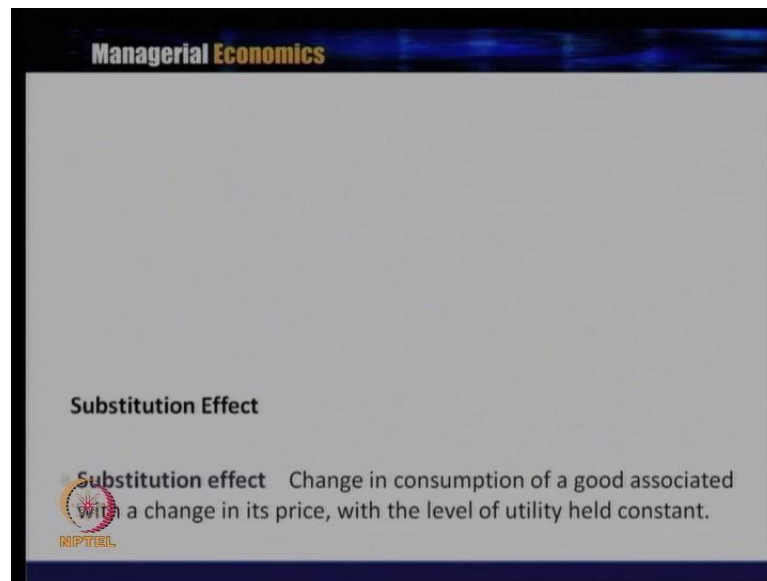 Managerial Economics
Substitution Effect
Substitution effect Change in consumption of a good associated
with a change in its price, with the level of utility held constant.
NPTEL